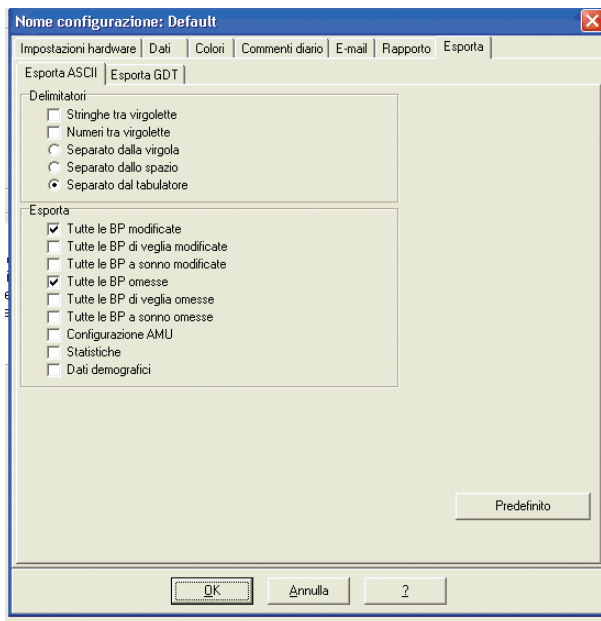 Nome configurazione: Default
Impostazioni hardware Dati Colori Commenti diario E-mail Rapporto Esporta
Esporta ASCII Esporta GDT
Delimitatori
Stringhe tra virgolette
Numeri tra virgolette
Separato dalla virgola
Separato dallo spazio
Separato dal tabulatore
Esporta
Tutte le BP modificate
Tutte le BP di veglia modificate
Tutte le BP a sonno modificate
Tutte le BP omesse
Tutte le BP di veglia omesse
Tutte le BP a sonno omesse
Configurazione AMU
Statistiche
Dati demografici
Predefinito
OK Annulla ?